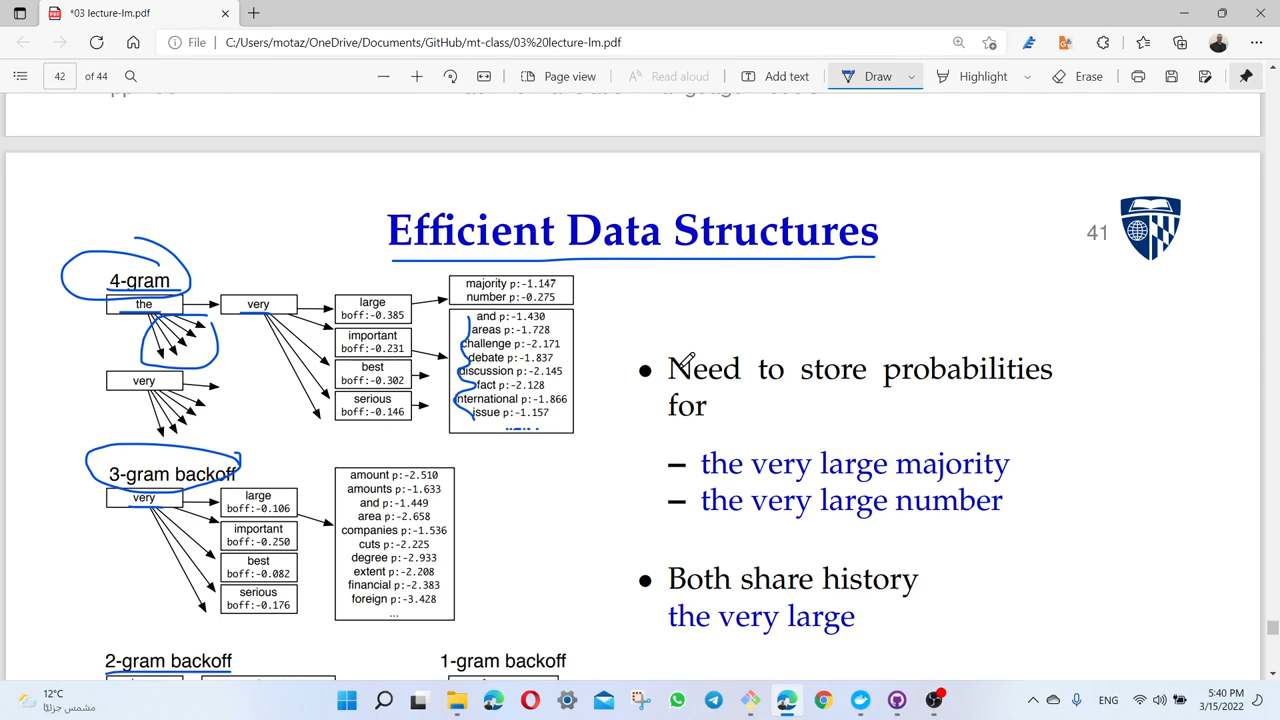 *03 lecture-lm.pdf
File
C:/Users/motaz/OneDrive/Documents/GitHub/mt-class/03%20lecture-lm.pdf
42 of 44
Page view
Read aloud
Add text
Draw
Highlight
Erase
Efficient Data Structures
41
4-gram
the
very
large
boff:-0.385
important
boff:-0.231
best
boff:-0.302
serious
boff:-0.146
majority p:-1.147
number p:-0.275
and p:-1.430
areas p:-1.728
challenge p:-2.171
debate p:-1.837
discussion p:-2.145
fact p:-2.128
international p:-1.866
issue p:-1.157
very
3-gram backoff
very
large
boff:-0.106
important
boff:-0.250
best
boff:-0.082
serious
boff:-0.176
amount p:-2.510
amounts p:-1.633
and p:-1.449
area p:-2.658
companies p:-1.536
cuts p:-2.225
degree p:-2.933
extent p:-2.208
financial p:-2.383
foreign p:-3.428
...
2-gram backoff
1-gram backoff
• Need to store probabilities
for
– the very large majority
– the very large number
• Both share history
the very large
12°C
مشمس جزئيًا
ENG
5:40 PM
3/15/2022